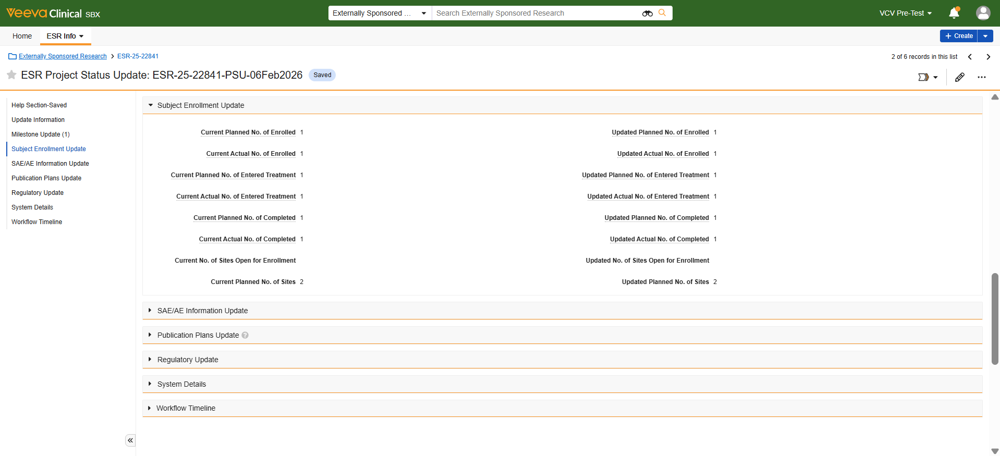 Veeva Clinical SBX
Externally Sponsored ...
Search Externally Sponsored Research
VCV Pre-Test
Home
ESR Info
+ Create
Externally Sponsored Research > ESR-25-22841
2 of 6 records in this list
ESR Project Status Update: ESR-25-22841-PSU-06Feb2026
Saved
Help Section-Saved
Update Information
Milestone Update (1)
Subject Enrollment Update
SAE/AE Information Update
Publication Plans Update
Regulatory Update
System Details
Workflow Timeline
Subject Enrollment Update
Current Planned No. of Enrolled 1
Updated Planned No. of Enrolled 1
Current Actual No. of Enrolled 1
Updated Actual No. of Enrolled 1
Current Planned No. of Entered Treatment 1
Updated Planned No. of Entered Treatment 1
Current Actual No. of Entered Treatment 1
Updated Actual No. of Entered Treatment 1
Current Planned No. of Completed 1
Updated Planned No. of Completed 1
Current Actual No. of Completed 1
Updated Actual No. of Completed 1
Current No. of Sites Open for Enrollment
Updated No. of Sites Open for Enrollment
Current Planned No. of Sites 2
Updated Planned No. of Sites 2
SAE/AE Information Update
Publication Plans Update ?
Regulatory Update
System Details
Workflow Timeline